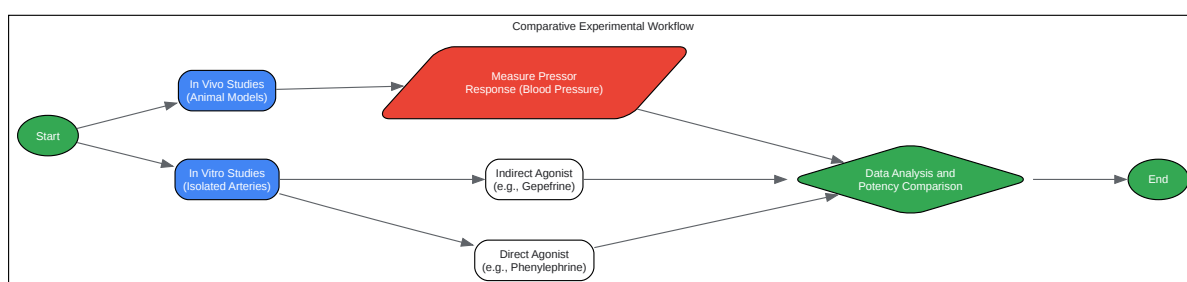 Comparative Experimental Workflow
In Vivo Studies
(Animal Models)
Measure Pressor
Response (Blood Pressure)
Start
In Vitro Studies
(Isolated Arteries)
Indirect Agonist
(e.g., Gepefrine)
Data Analysis and
Potency Comparison
End
Direct Agonist
(e.g., Phenylephrine)